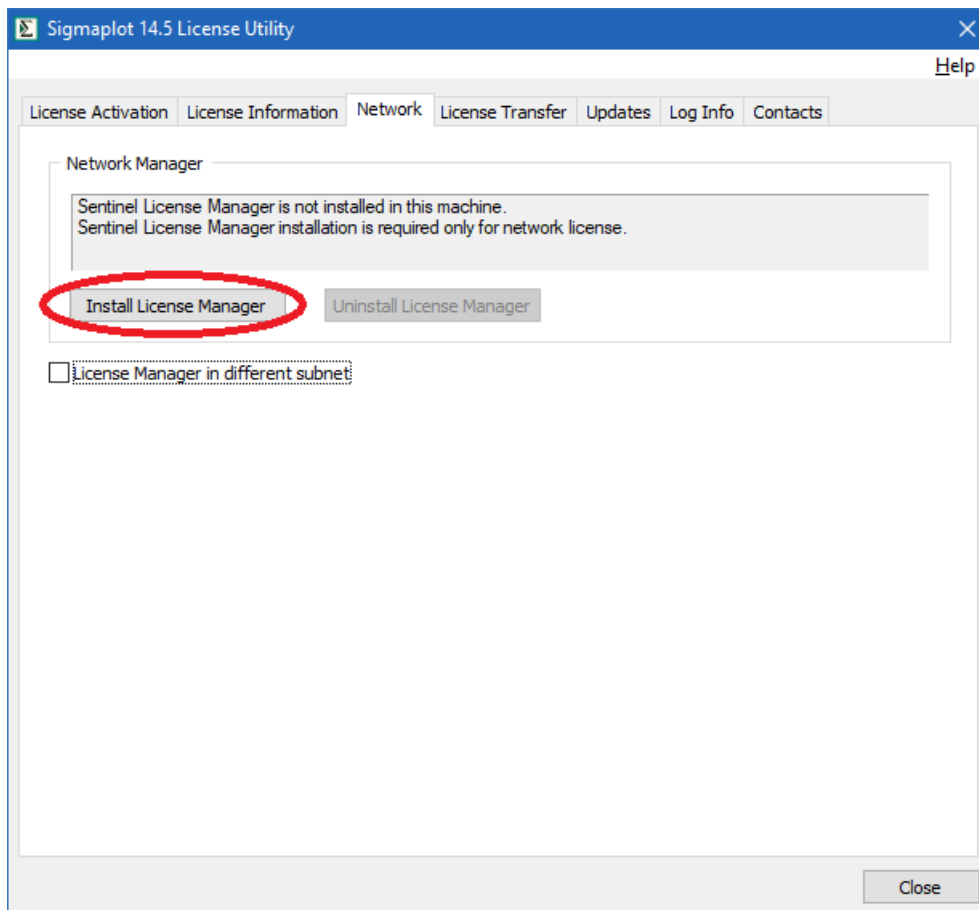 Sigmaplot 14.5 License Utility
Help
License Activation License Information Network License Transfer Updates Log Info Contacts
Network Manager
Sentinel License Manager is not installed in this machine.
Sentinel License Manager installation is required only for network license.
Install License Manager Uninstall License Manager
License Manager in different subnet
Close